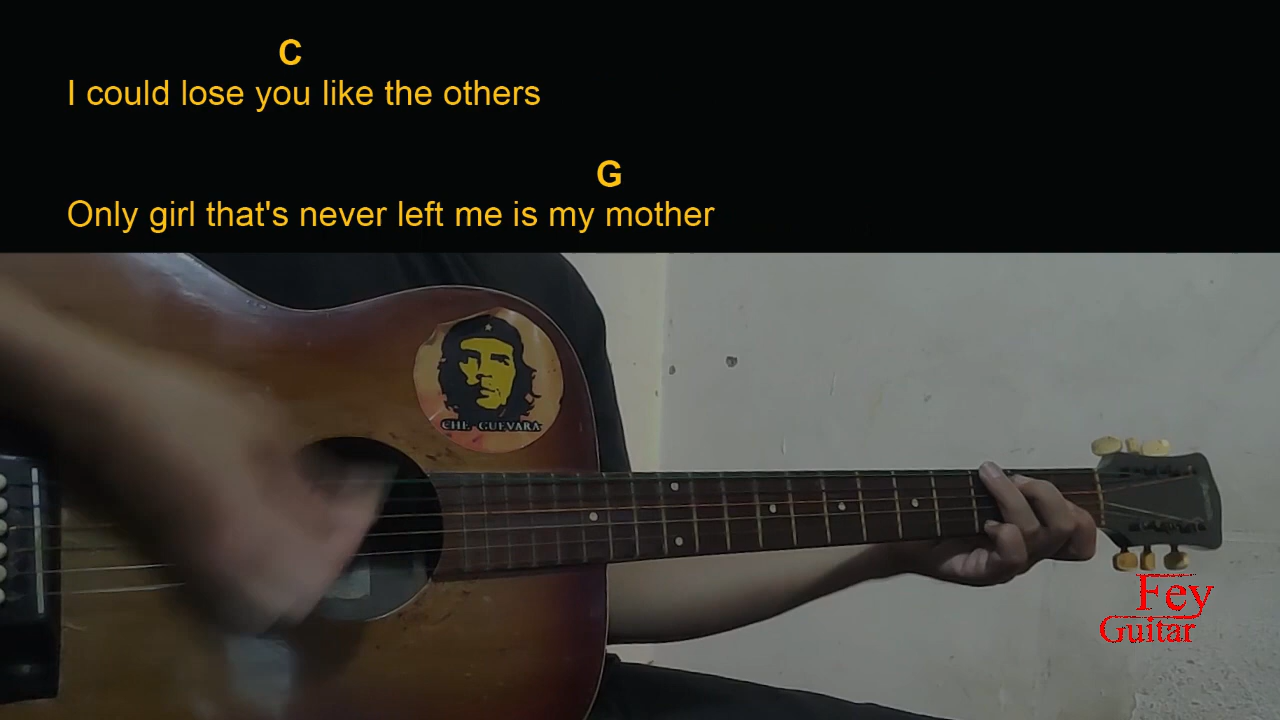 C
I could lose you like the others
G
Only girl that's never left me is my mother
CHE GUEVARA
Fey
Guitar